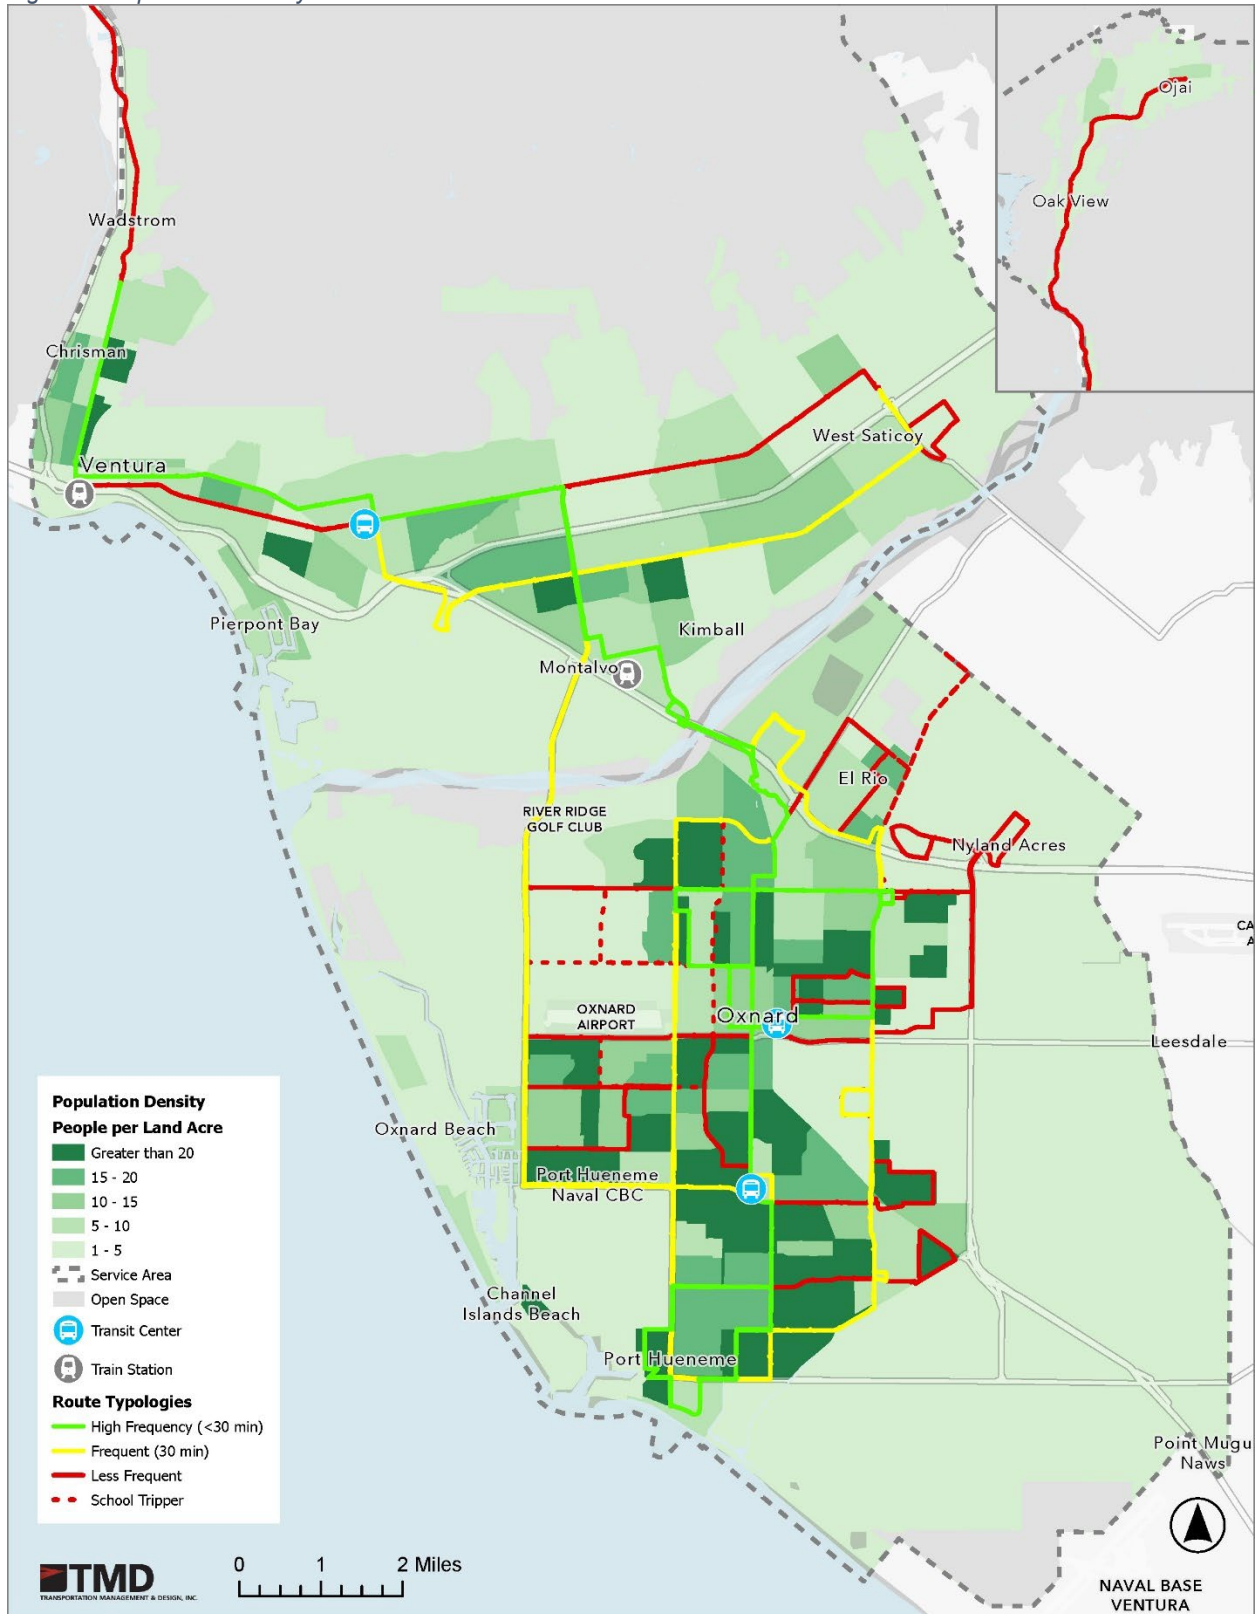 Ojai
Oak View
Wadstrom
Chrisman
Ventura
West Saticoy
Pierpont Bay
Kimball
Montalvo
El Rio
RIVER RIDGE
GOLF CLUB
Nyland Acres
CA
A
OXNARD
AIRPORT
Oxnard
Leesdale
Oxnard Beach
Port Hueneme
Naval CBC
Channel
Islands Beach
Port Hueneme
Point Mugu
Naws
NAVAL BASE
VENTURA
Population Density
People per Land Acre
Greater than 20
15 - 20
10 - 15
5 - 10
1 - 5
Service Area
Open Space
Transit Center
Train Station
Route Typologies
High Frequency (<30 min)
Frequent (30 min)
Less Frequent
School Tripper
TMD
TRANSPORTATION MANAGEMENT & DESIGN, INC.
0 1 2 Miles